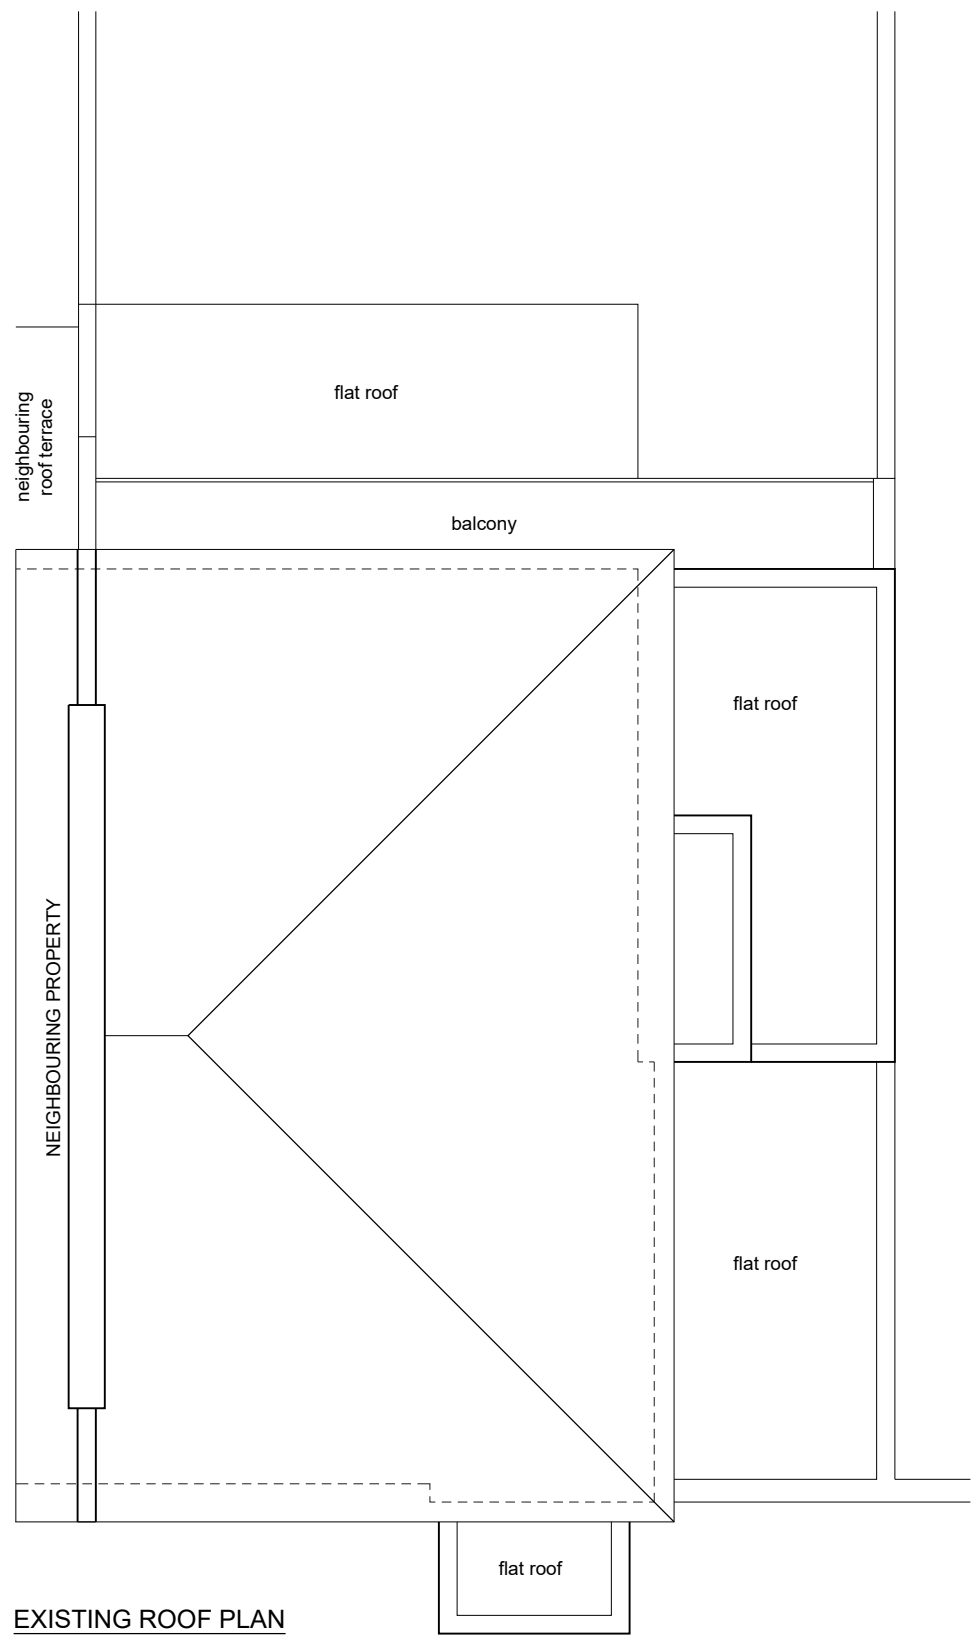 flat roof
neighbouring
roof terrace
balcony
flat roof
NEIGHBOURING PROPERTY
flat roof
flat roof
EXISTING ROOF PLAN